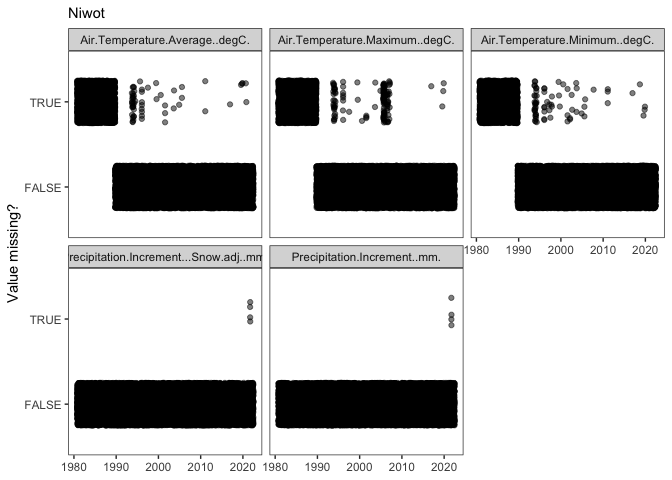 Niwot
Air.Temperature.Average..degC.
Air.Temperature.Maximum..degC.
Air.Temperature.Minimum..degC.
TRUE
FALSE
Value missing?
1980 1990 2000 2010 2020
recipitation.Increment...Snow.adj..mm
Precipitation.Increment..mm.
TRUE
FALSE
1980 1990 2000 2010 2020
1980 1990 2000 2010 2020